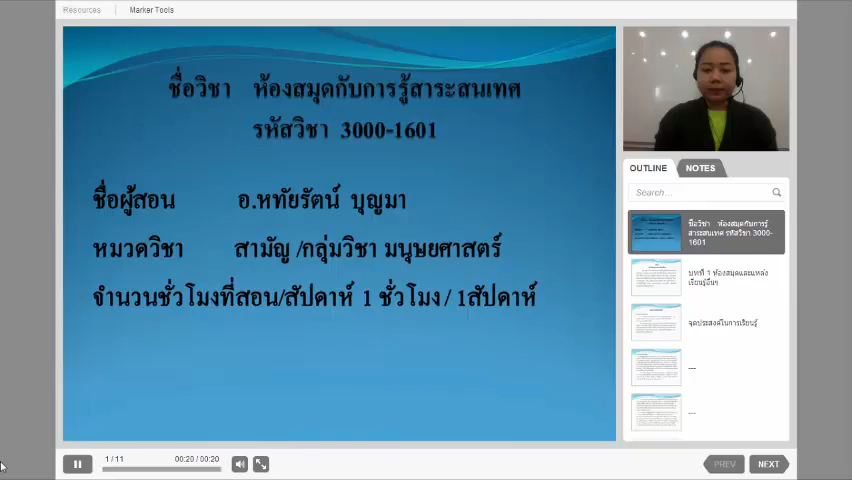 Resources
Marker Tools
ชื่อวิชา ห้องสมุดกับการรู้สาระสนเทศ
รหัสวิชา 3000-1601
ชื่อผู้สอน อ.หทัยรัตน์ บุญมา
หมวดวิชา สามัญ /กลุ่มวิชา มนุษยศาสตร์
จำนวนชั่วโมงที่สอน/สัปดาห์ 1 ชั่วโมง / 1สัปดาห์
OUTLINE
NOTES
Search...
ชื่อวิชา ห้องสมุดกับการรู้
สาระสนเทศ รหัสวิชา 3000-
1601
บทที่ 1 ห้องสมุดและแหล่ง
เรียนรู้อื่นๆ
จุดประสงค์ในการเรียนรู้
---
---
1 / 11
00:20 / 00:20
PREV
NEXT